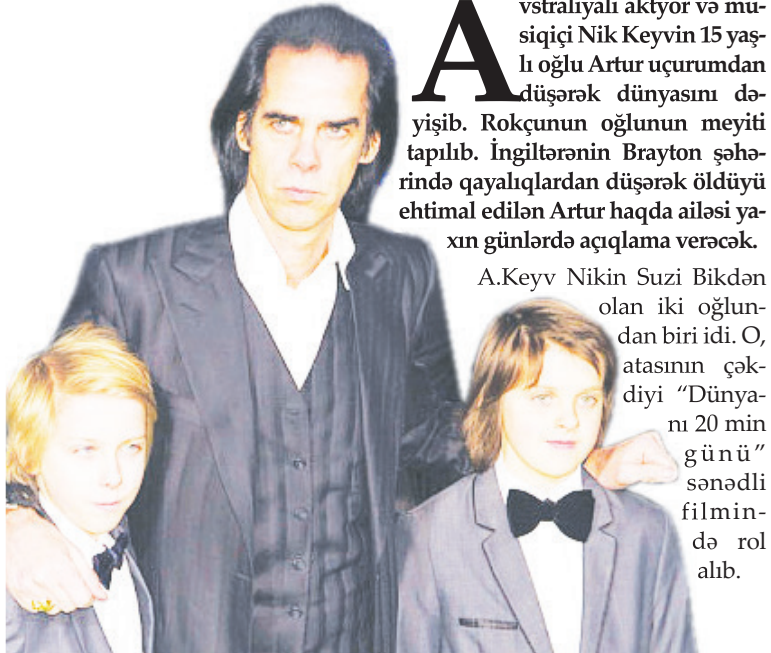 Avstraliyalı aktyor və mu-
siqiçi Nik Keyvin 15 yaş-
lı oğlu Artur uçurumdan
düşərək dünyasını də-
yişib. Rokçunun oğlunun meyiti
tapılıb. İngiltərənin Brayton şəhə-
rində qayalıqlardan düşərək öldüyü
ehtimal edilən Artur haqda ailəsi ya-
xın günlərdə açıqlama verəcək.
A.Keyv Nikin Suzi Bikdən
olan iki oğlun-
dan biri idi. O,
atasının çək-
diyi “Dünya-
nı 20 min
günü”
sənədli
filmin-
də rol
alıb.